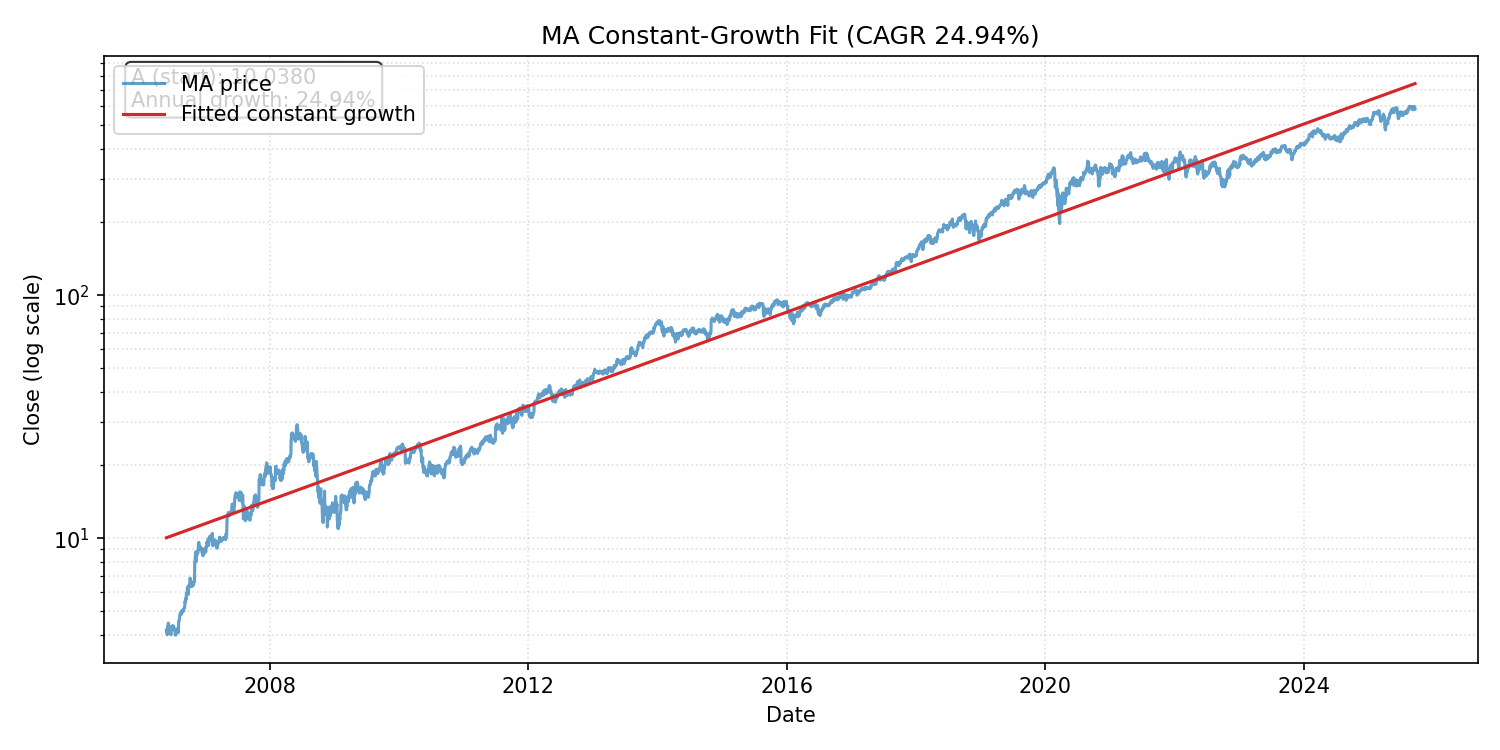 MA Constant-Growth Fit (CAGR 24.94%)
A (start): 10.0380
Annual growth: 24.94%
MA price
Fitted constant growth
Close (log scale)
10²
10¹
2008
2012
2016
2020
2024
Date